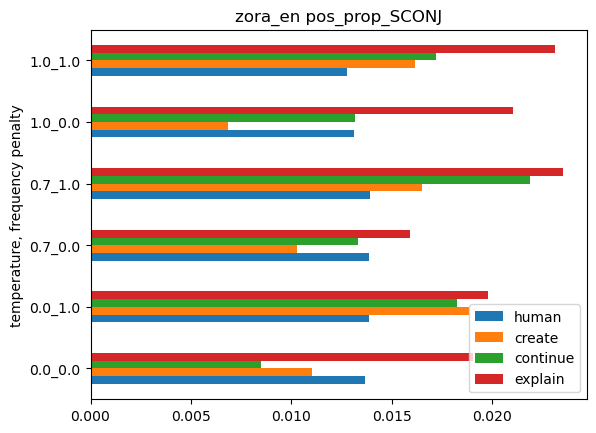 zora_en pos_prop_SCONJ
temperature, frequency penalty
1.0_1.0
1.0_0.0
0.7_1.0
0.7_0.0
0.0_1.0
0.0_0.0
human
create
continue
explain
0.000 0.005 0.010 0.015 0.020